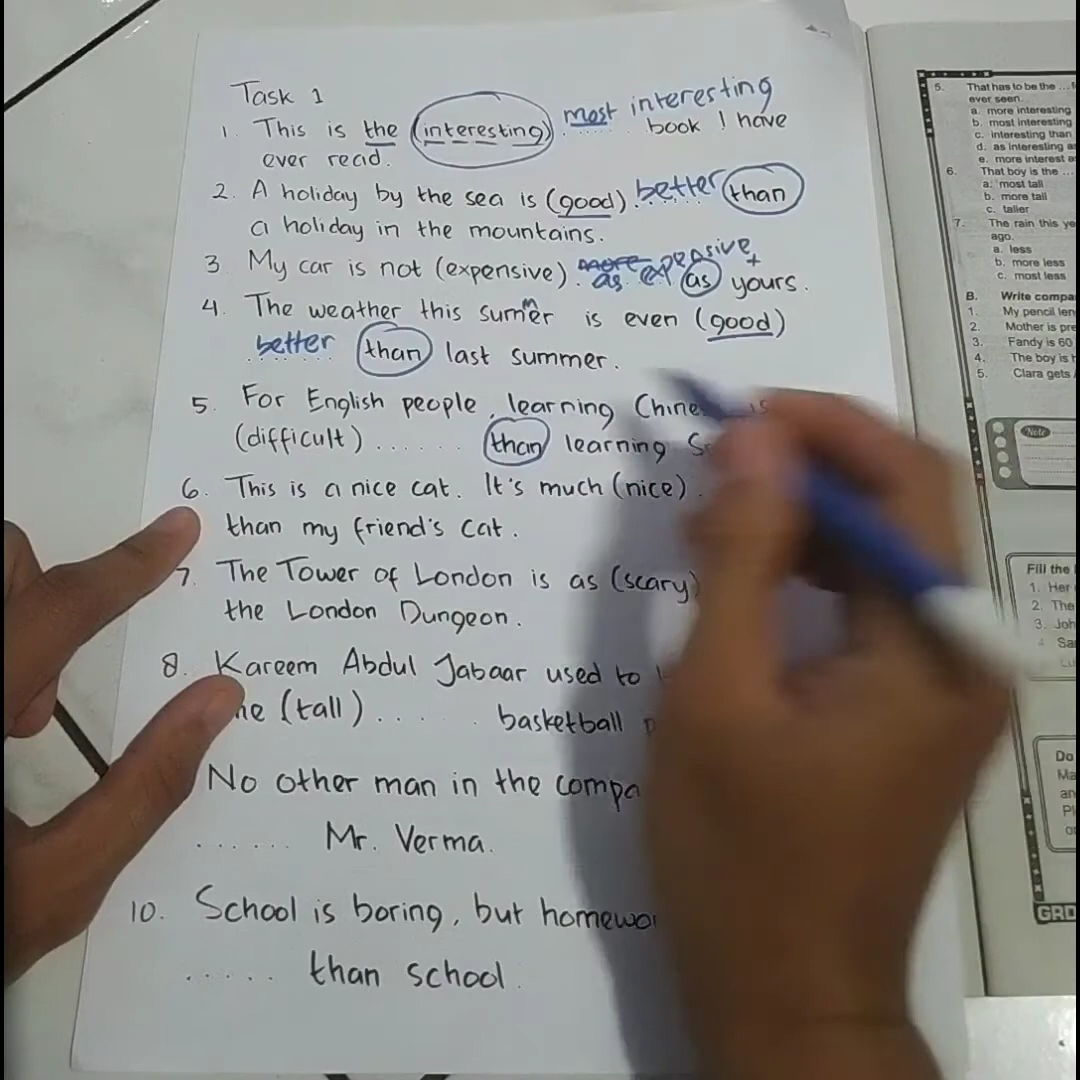 Task 1
1. This is the (interesting) most interesting book I have
ever read.
2. A holiday by the sea is (good) better than
a holiday in the mountains.
3. My car is not (expensive) as expensive as yours.
4. The weather this summer is even (good)
better than last summer.
5. For English people, learning is
(difficult) ...... than learning
6. This is a nice cat. It's much (nice).
than my friend's cat.
7. The Tower of London is as (scary)
the London Dungeon.
8. Kareem Abdul Jabaar used to
(tall) ...... basketball
No other man in the
...... Mr. Verma.
10. School is boring, but
...... than school.
5. That has to be the ...
ever seen.
a. more interesting
b. most interesting
c. interesting than
d. as interesting
e. more interest
6. That boy is the ...
a. most tall
b. more tall
c. taller
7. The rain this
ago.
a. less
b. more less
c. most less
B. Write
1. My pencil
2. Mother is
3. Fandy is 60
4. The boy is
5. Clara gets
Note
Fill the
1. Her
2. The
3.
4.
Do